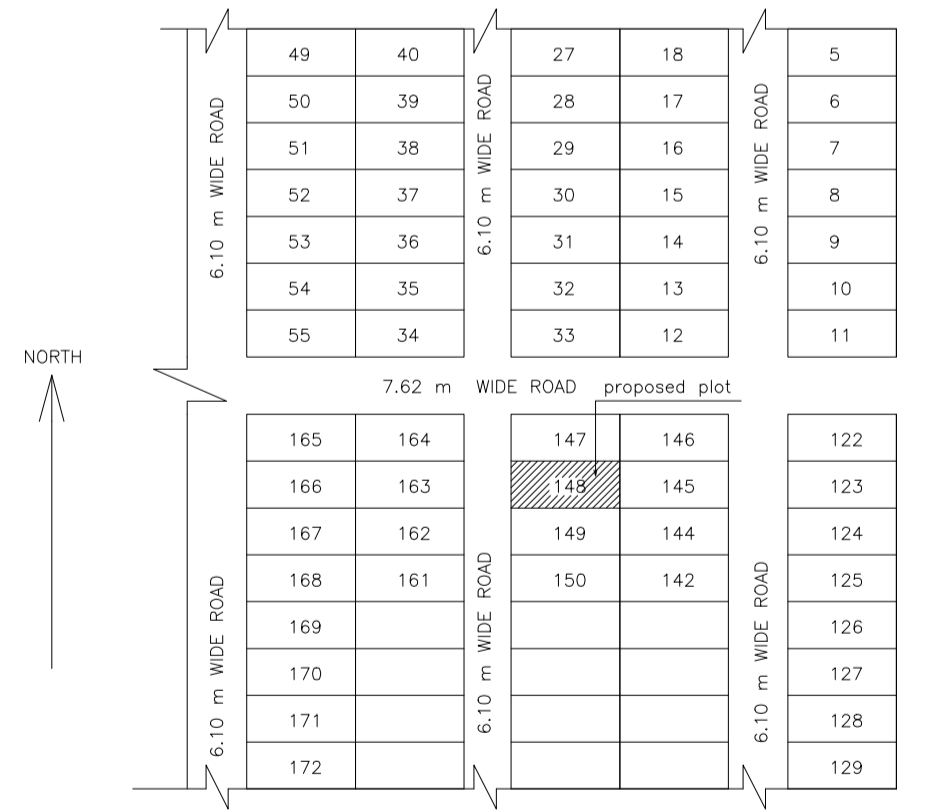 49 40 27 18 5
50 39 28 17 6
51 38 29 16 7
52 37 30 15 8
53 36 31 14 9
54 35 32 13 10
55 34 33 12 11
6.10 m WIDE ROAD
6.10 m WIDE ROAD
6.10 m WIDE ROAD
NORTH
7.62 m WIDE ROAD proposed plot
165 164 147 146 122
166 163 148 145 123
167 162 149 144 124
168 161 150 142 125
169 126
170 127
171 128
172 129
6.10 m WIDE ROAD
6.10 m WIDE ROAD
6.10 m WIDE ROAD